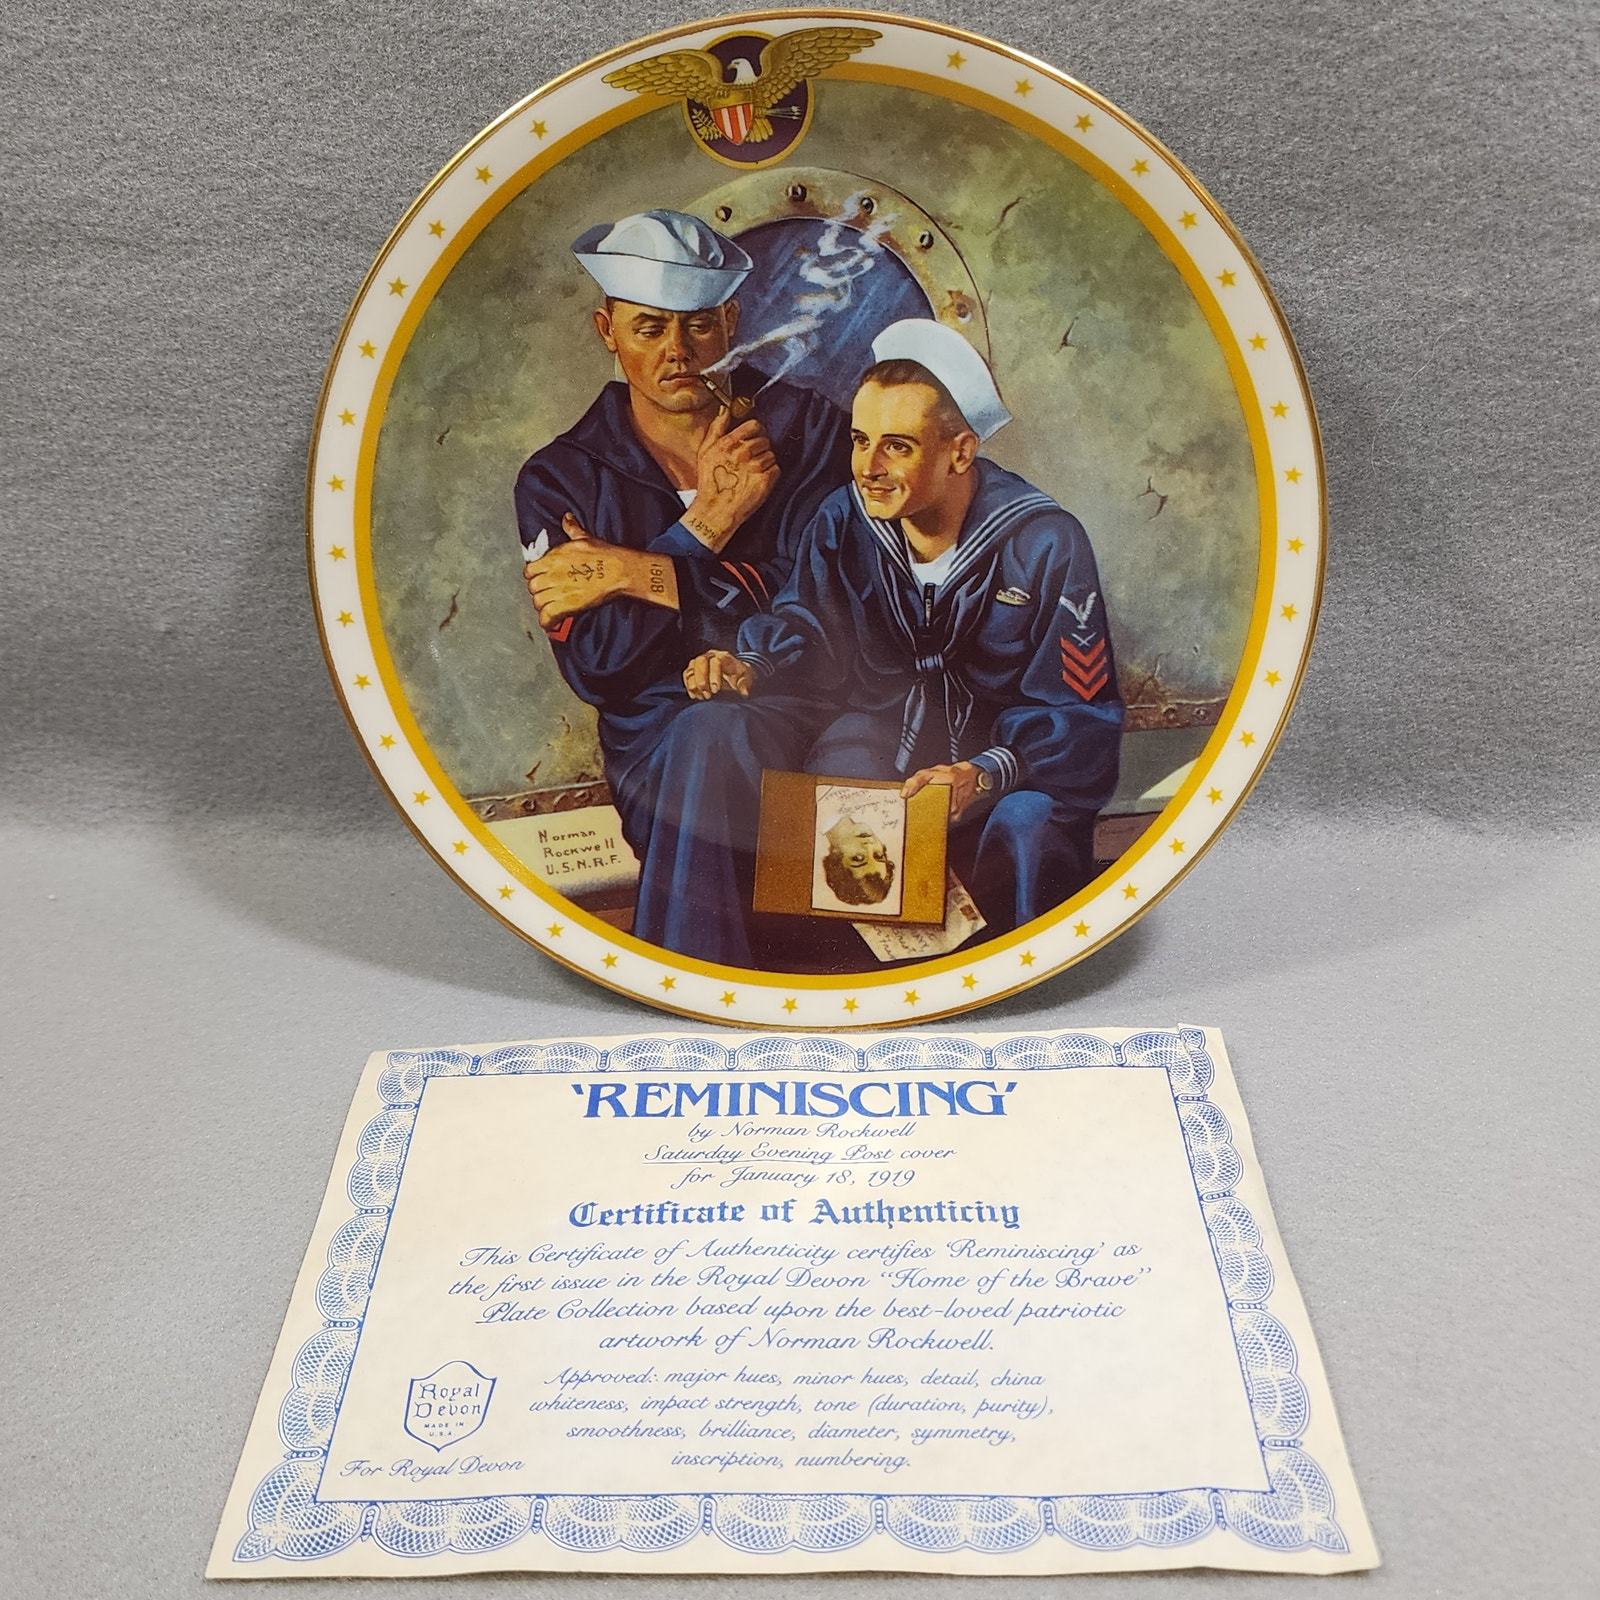 MARY
USN
1908
Norman
Rockwell
U.S.N.R.F.
'REMINISCING'
by Norman Rockwell
Saturday Evening Post cover
for January 18, 1919
Certificate of Authenticity
This Certificate of Authenticity certifies 'Reminiscing' as
the first issue in the Royal Devon "Home of the Brave"
Plate Collection based upon the best-loved patriotic
artwork of Norman Rockwell.
Approved: major hues, minor hues, detail, china
whiteness, impact strength, tone (duration, purity),
smoothness, brilliance, diameter, symmetry,
inscription, numbering.
Royal
Devon
MADE IN
U.S.A
For Royal Devon